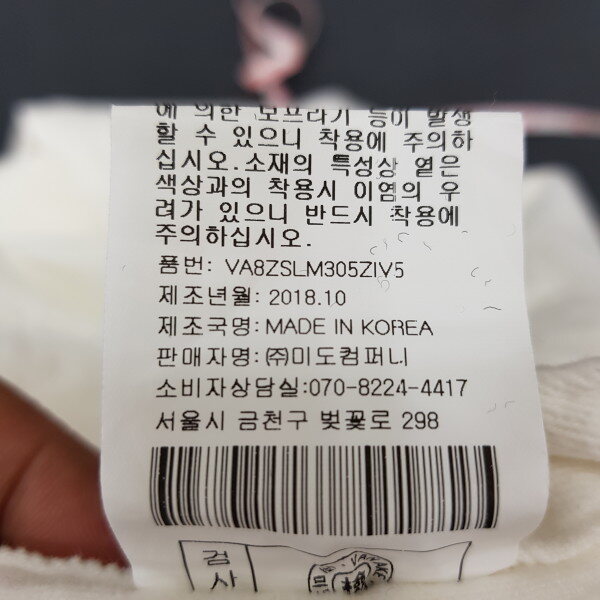 에 의한 보프라기 등이 발생
할 수 있으니 착용에 주의하
십시오.소재의 특성상 옅은
색상과의 착용시 이염의 우
려가 있으니 반드시 착용에
주의하십시오.
품번: VA8ZSLM305ZIV5
제조년월: 2018.10
제조국명: MADE IN KOREA
판매자명: ㈜미도컴퍼니
소비자상담실:070-8224-4417
서울시 금천구 벚꽃로 298
검
사